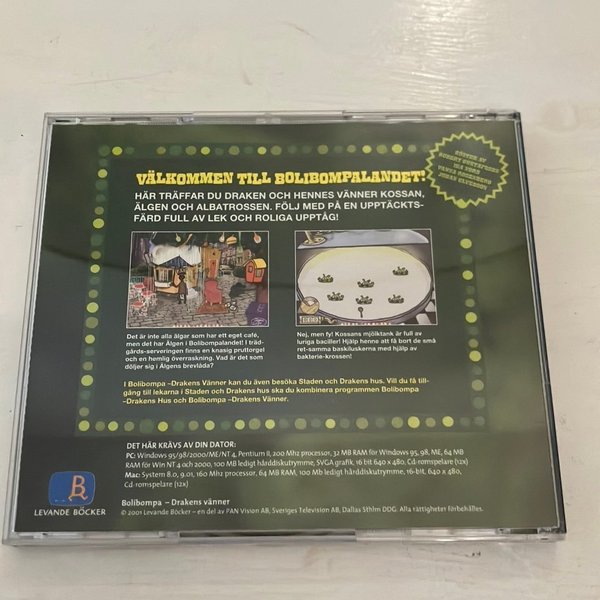 VÄLKOMMEN TILL BOLIBOMPALANDET!
HÄR TRÄFFAR DU DRAKEN OCH HENNES VÄNNER KOSSAN,
ÄLGEN OCH ALBATROSSEN. FÖLJ MED PÅ EN UPPTÄCKTS-
FÄRD FULL AV LEK OCH ROLIGA UPPTÅG!
RÖSTER AV
ROBERT GUSTAFSSON
Det är inte alla älgar som har ett eget café,
men det har Älgen i Bolibompalandet! I träd-
gårds-serveringen finns en knasig pruttorgel
och en hemlig överraskning. Vad är det som
döljer sig i Älgens brevlåda?
Nej, men fy! Kossans mjölktank är full av
luriga baciller! Hjälp henne att få bort de små
ret-samma baskiluskerna med hjälp av
bakterie-krossen!
I Bolibompa –Drakens Vänner kan du även besöka Staden och Drakens hus. Vill du få till-
gång till lekarna i Staden och Drakens hus ska du kombinera programmen Bolibompa
–Drakens Hus och Bolibompa –Drakens Vänner.
DET HÄR KRÄVS AV DIN DATOR:
PC: Windows 95/98/2000/ME/NT 4, Pentium II, 200 Mhz processor, 32 MB RAM för Windows 95, 98, ME, 64 MB
RAM för Win NT 4 och 2000, 100 MB ledigt hårddiskutrymme, SVGA grafik, 16 bit 640 x 480, Cd-romspelare (12x)
Mac: System 8.0, 9.01, 160 Mhz processor, 64 MB RAM, 100 Mb ledigt hårddiskutrymme, 16-bit, 640 x 480,
Cd-romspelare (12x)
B
LEVANDE BÖCKER
Bolibompa – Drakens vänner
© 2001 Levande Böcker – en del av PAN Vision AB, Sveriges Television AB, Dallas Sthlm DDG. Alla rättigheter förbehålles.